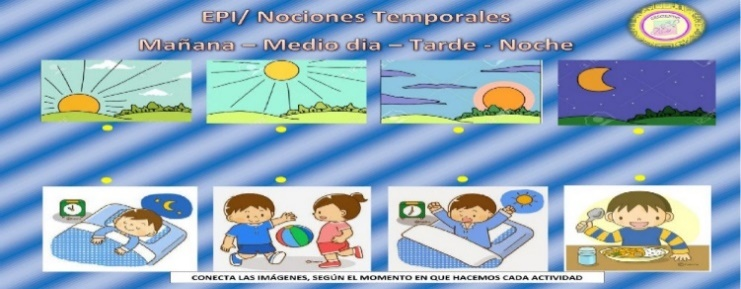 EPI/ Nociones Temporales
Mañana – Medio dia – Tarde - Noche
CONECTA LAS IMÁGENES, SEGÚN EL MOMENTO EN QUE HACEMOS CADA ACTIVIDAD